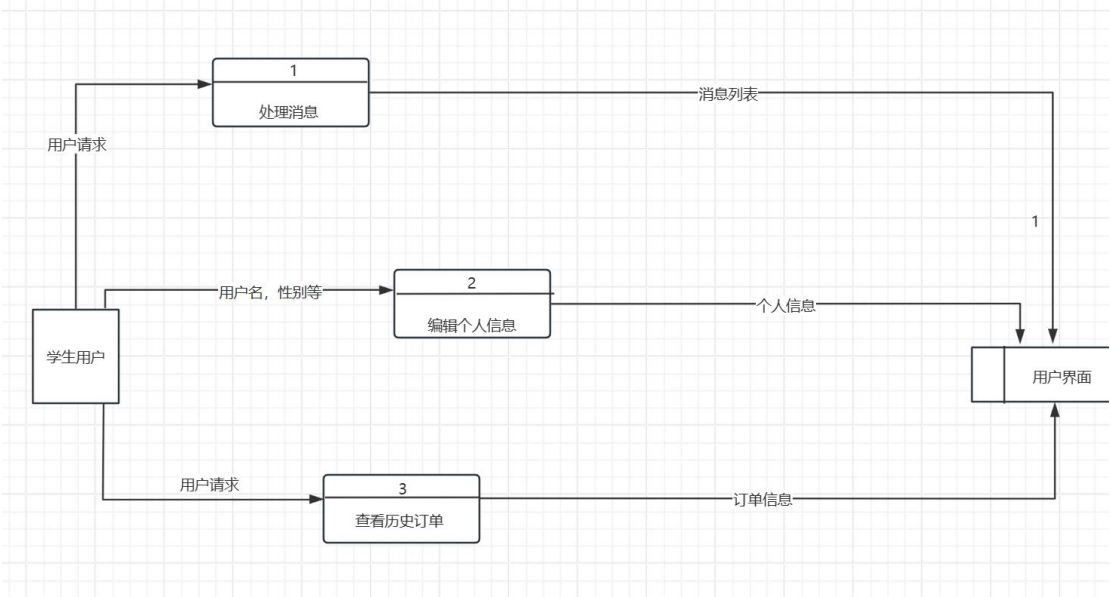 1
处理消息
消息列表
用户请求
1
2
用户名，性别等
编辑个人信息
个人信息
学生用户
用户界面
用户请求
3
查看历史订单
订单信息